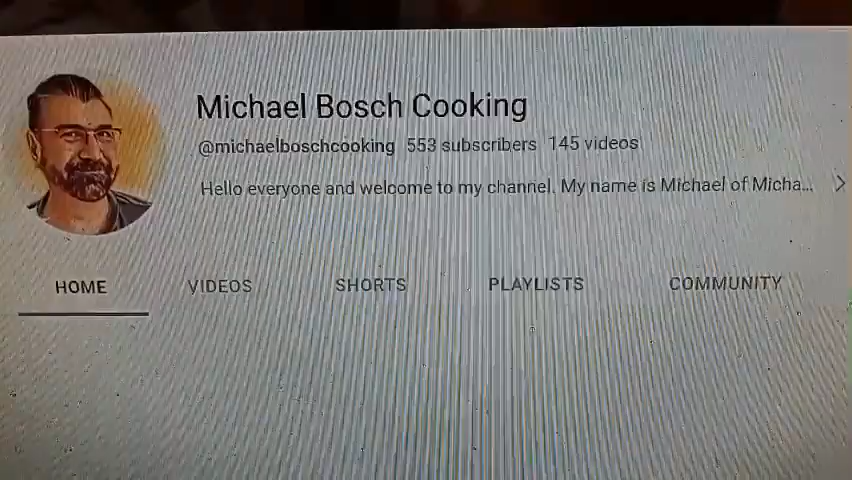 Michael Bosch Cooking
@michaelboschcooking 553 subscribers 145 videos
Hello everyone and welcome to my channel. My name is Michael of Micha...
HOME VIDEOS SHORTS PLAYLISTS COMMUNITY